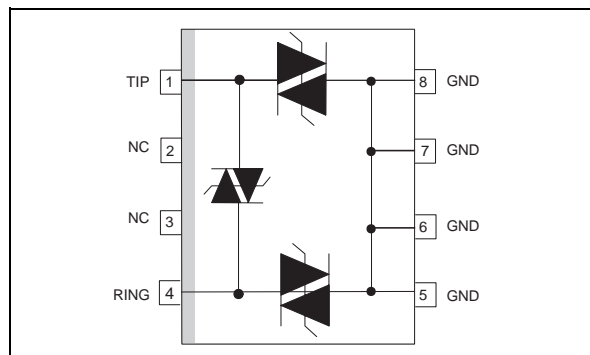 TIP 1
8 GND
NC 2
7 GND
NC 3
6 GND
RING 4
5 GND